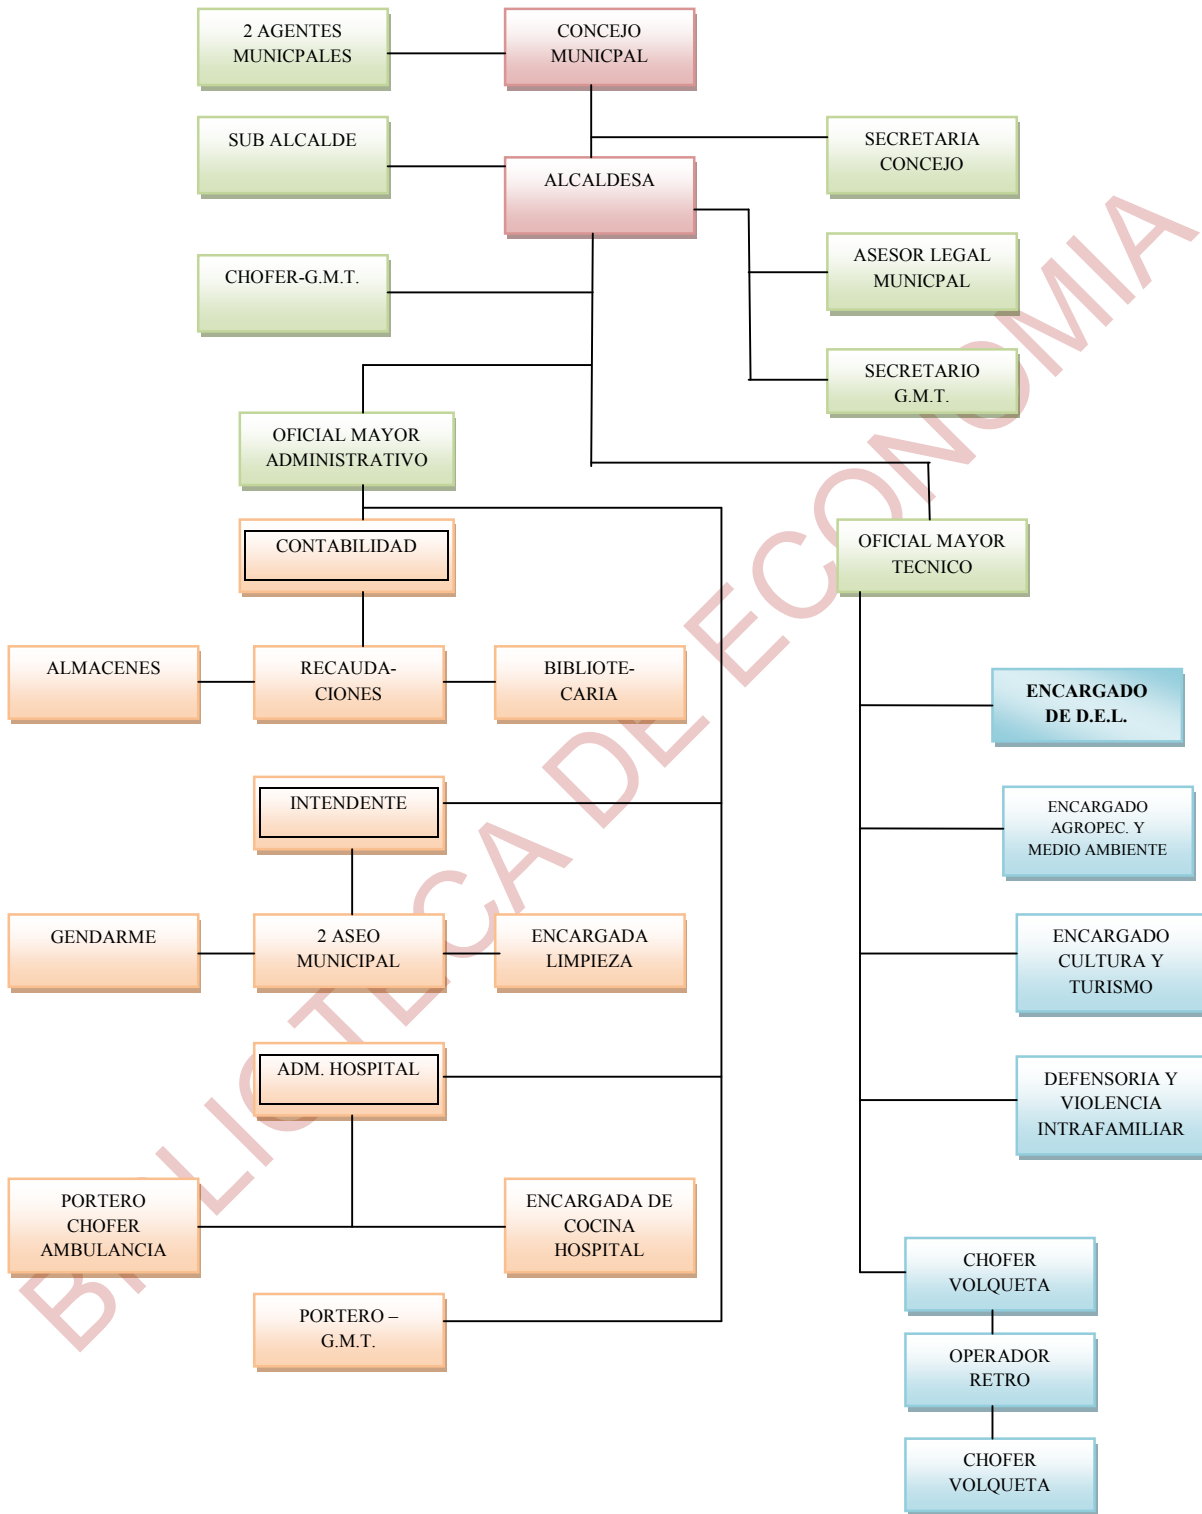 2 AGENTES
MUNICPALES
CONCEJO
MUNICPAL
SUB ALCALDE
SECRETARIA
CONCEJO
ALCALDESA
ASESOR LEGAL
MUNICPAL
CHOFER-G.M.T.
SECRETARIO
G.M.T.
OFICIAL MAYOR
ADMINISTRATIVO
CONTABILIDAD
OFICIAL MAYOR
TECNICO
ALMACENES
RECAUDA-
CIONES
BIBLIOTE-
CARIA
ENCARGADO
DE D.E.L.
INTENDENTE
ENCARGADO
AGROPEC. Y
MEDIO AMBIENTE
GENDARME
2 ASEO
MUNICIPAL
ENCARGADA
LIMPIEZA
ENCARGADO
CULTURA Y
TURISMO
ADM. HOSPITAL
DEFENSORIA Y
VIOLENCIA
INTRAFAMILIAR
PORTERO
CHOFER
AMBULANCIA
ENCARGADA DE
COCINA
HOSPITAL
CHOFER
VOLQUETA
PORTERO –
G.M.T.
OPERADOR
RETRO
CHOFER
VOLQUETA
BIBLIOTECA DE ECONOMIA